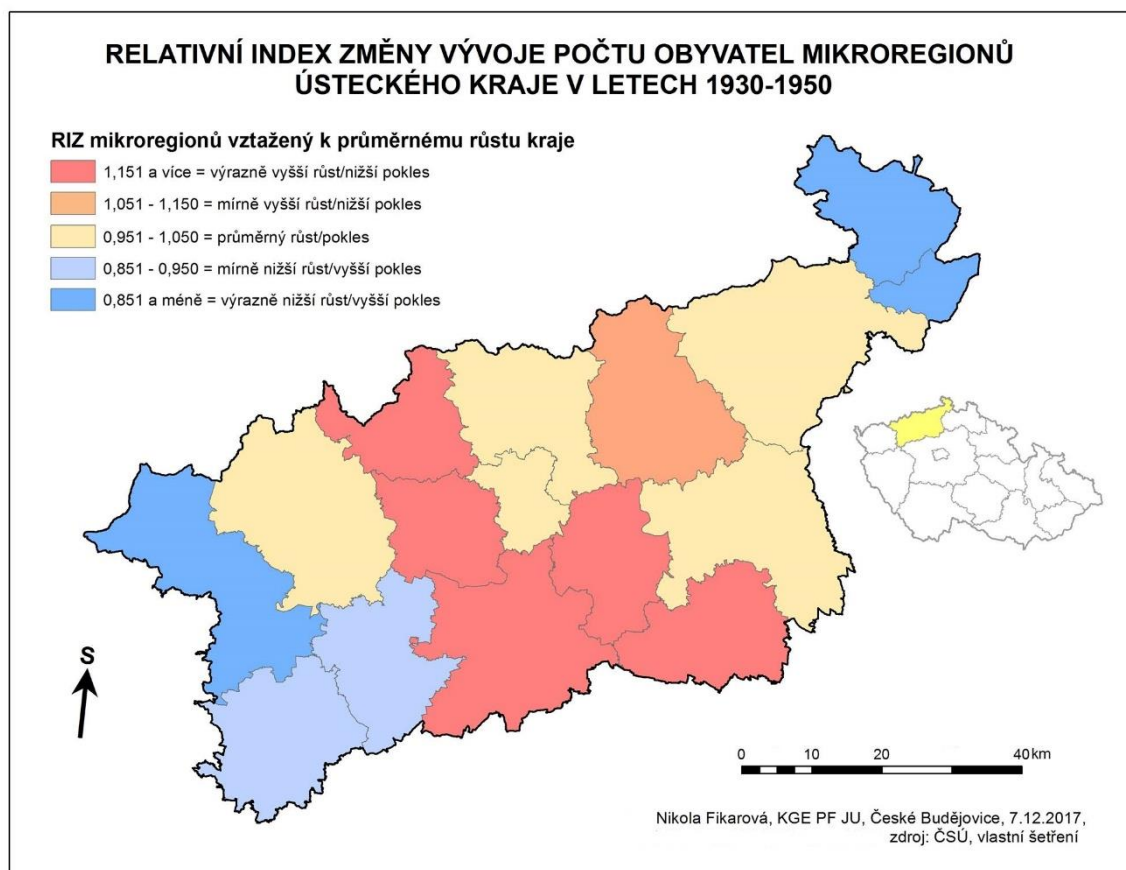 RELATIVNÍ INDEX ZMĚNY VÝVOJE POČTU OBYVATEL MIKROREGIONŮ
ÚSTECKÉHO KRAJE V LETECH 1930-1950
RIZ mikroregionů vztažený k průměrnému růstu kraje
1,151 a více = výrazně vyšší růst/nižší pokles
1,051 - 1,150 = mírně vyšší růst/nižší pokles
0,951 - 1,050 = průměrný růst/pokles
0,851 - 0,950 = mírně nižší růst/vyšší pokles
0,851 a méně = výrazně nižší růst/vyšší pokles
S
0 10 20 40 km
Nikola Fikarová, KGE PF JU, České Budějovice, 7.12.2017,
zdroj: ČSÚ, vlastní šetření